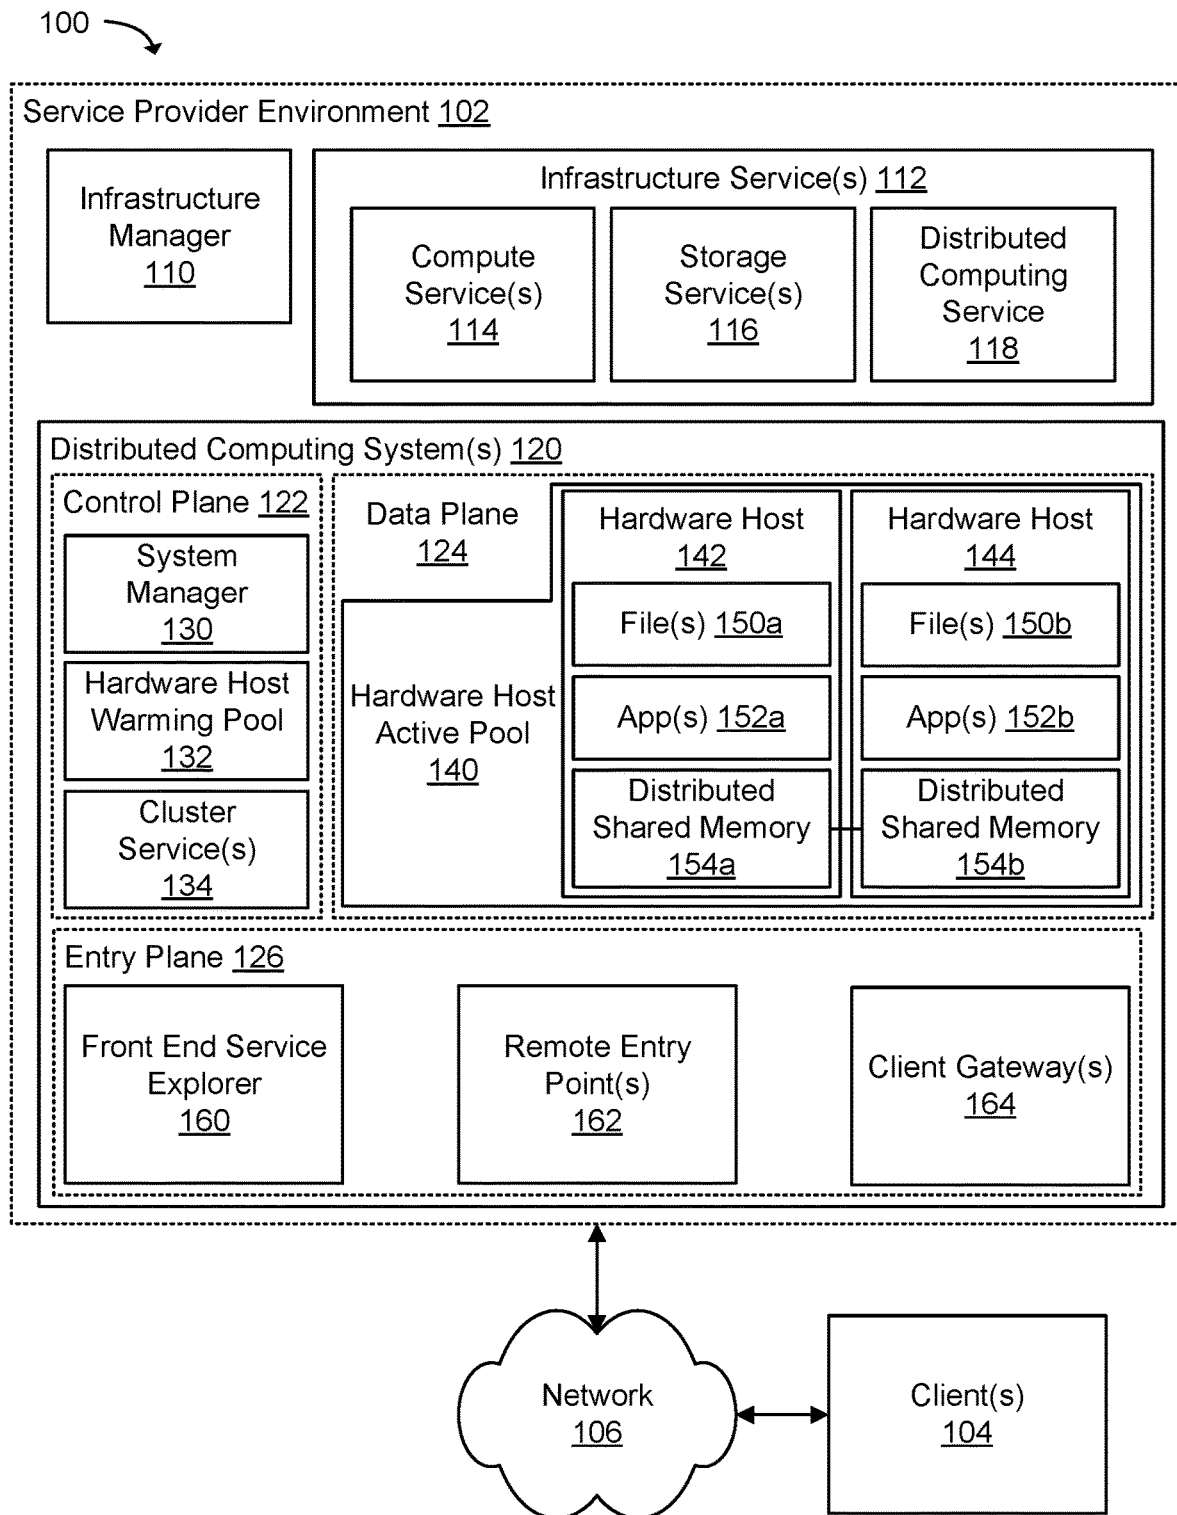 100
Service Provider Environment 102
Infrastructure
Manager
110
Infrastructure Service(s) 112
Compute
Service(s)
114
Storage
Service(s)
116
Distributed
Computing
Service
118
Distributed Computing System(s) 120
Control Plane 122
System
Manager
130
Hardware Host
Warming Pool
132
Cluster
Service(s)
134
Data Plane
124
Hardware Host
Active Pool
140
Hardware Host
142
File(s) 150a
App(s) 152a
Distributed
Shared Memory
154a
Hardware Host
144
File(s) 150b
App(s) 152b
Distributed
Shared Memory
154b
Entry Plane 126
Front End Service
Explorer
160
Remote Entry
Point(s)
162
Client Gateway(s)
164
Network
106
Client(s)
104